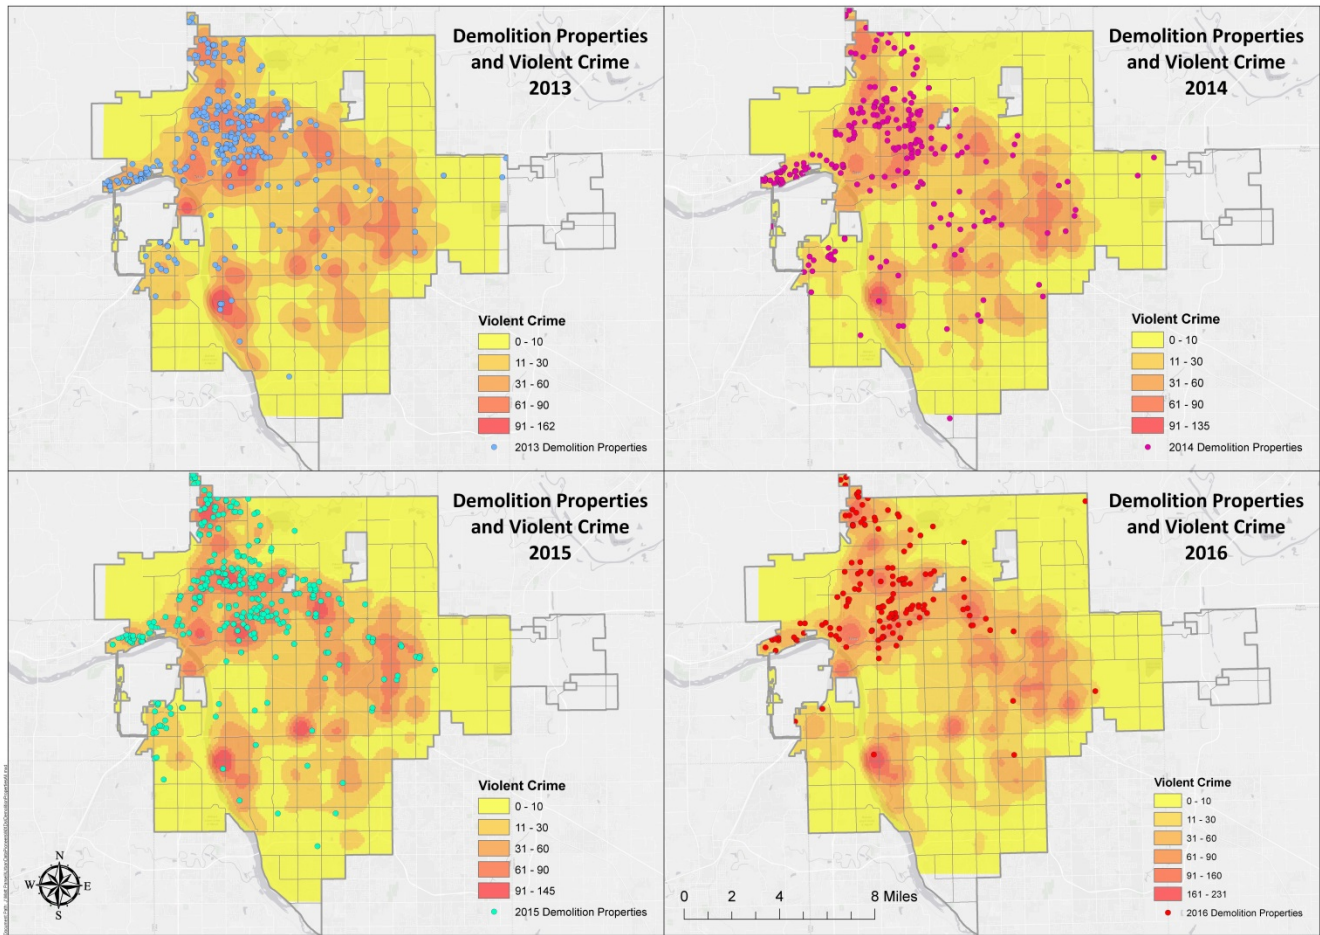 Demolition Properties
and Violent Crime
2013
Violent Crime
0 - 10
11 - 30
31 - 60
61 - 90
91 - 162
2013 Demolition Properties
Demolition Properties
and Violent Crime
2014
Violent Crime
0 - 10
11 - 30
31 - 60
61 - 90
91 - 135
2014 Demolition Properties
Demolition Properties
and Violent Crime
2015
Violent Crime
0 - 10
11 - 30
31 - 60
61 - 90
91 - 145
2015 Demolition Properties
N
W E
S
Demolition Properties
and Violent Crime
2016
Violent Crime
0 - 10
11 - 30
31 - 60
61 - 90
91 - 160
161 - 231
2016 Demolition Properties
0 2 4 8 Miles